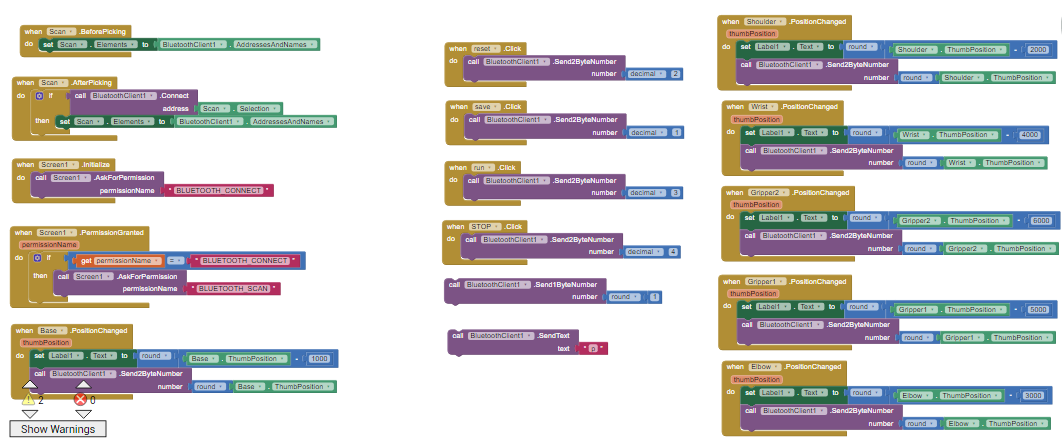 when Scan .BeforePicking
do set Scan . Elements to BluetoothClient1 . AddressesAndNames
when Scan .AfterPicking
do if call BluetoothClient1 .Connect
address Scan . Selection
then set Scan . Elements to BluetoothClient1 . AddressesAndNames
when Screen1 .Initialize
do call Screen1 .AskForPermission
permissionName " BLUETOOTH_CONNECT "
when Screen1 .PermissionGranted
permissionName
do if get permissionName = " BLUETOOTH_CONNECT "
then call Screen1 .AskForPermission
permissionName " BLUETOOTH_SCAN "
when Base .PositionChanged
thumbPosition
do set Label1 . Text to round Base . ThumbPosition - 1000
call BluetoothClient1 .Send2ByteNumber
number round Base . ThumbPosition
2 0
Show Warnings
when reset .Click
do call BluetoothClient1 .Send2ByteNumber
number decimal 2
when save .Click
do call BluetoothClient1 .Send2ByteNumber
number decimal 1
when run .Click
do call BluetoothClient1 .Send2ByteNumber
number decimal 3
when STOP .Click
do call BluetoothClient1 .Send2ByteNumber
number decimal 4
call BluetoothClient1 .Send1ByteNumber
number round 1
call BluetoothClient1 .SendText
text " p "
when Shoulder .PositionChanged
thumbPosition
do set Label1 . Text to round Shoulder . ThumbPosition - 2000
call BluetoothClient1 .Send2ByteNumber
number round Shoulder . ThumbPosition
when Wrist .PositionChanged
thumbPosition
do set Label1 . Text to round Wrist . ThumbPosition - 4000
call BluetoothClient1 .Send2ByteNumber
number round Wrist . ThumbPosition
when Gripper2 .PositionChanged
thumbPosition
do set Label1 . Text to round Gripper2 . ThumbPosition - 6000
call BluetoothClient1 .Send2ByteNumber
number round Gripper2 . ThumbPosition
when Gripper1 .PositionChanged
thumbPosition
do set Label1 . Text to round Gripper1 . ThumbPosition - 5000
call BluetoothClient1 .Send2ByteNumber
number round Gripper1 . ThumbPosition
when Elbow .PositionChanged
thumbPosition
do set Label1 . Text to round Elbow . ThumbPosition - 3000
call BluetoothClient1 .Send2ByteNumber
number round Elbow . ThumbPosition